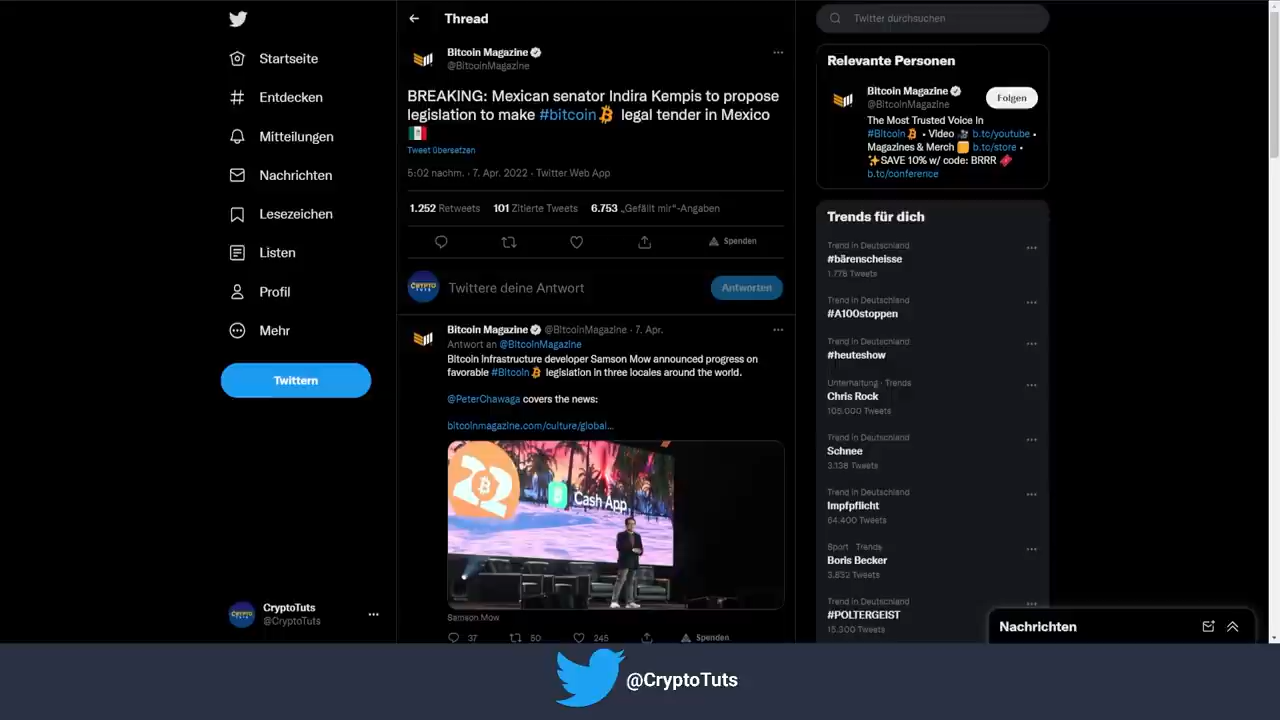 Thread
Twitter durchsuchen
Startseite
Entdecken
Mitteilungen
Nachrichten
Lesezeichen
Listen
Profil
Mehr
Twittern
CryptoTuts
@CryptoTuts
Bitcoin Magazine
@BitcoinMagazine
BREAKING: Mexican senator Indira Kempis to propose
legislation to make #bitcoin legal tender in Mexico
Tweet übersetzen
5:02 nachm. · 7. Apr. 2022 · Twitter Web App
1.252 Retweets 101 Zitierte Tweets 6.753 „Gefällt mir“-Angaben
Spenden
CRYPTO
Twittere deine Antwort
Antworten
Bitcoin Magazine @BitcoinMagazine · 7. Apr.
Antwort an @BitcoinMagazine
Bitcoin infrastructure developer Samson Mow announced progress on
favorable #Bitcoin legislation in three locales around the world.
@PeterChawaga covers the news:
bitcoinmagazine.com/culture/global...
Cash App
Samson Mow
37 50 245 Spenden
Relevante Personen
Bitcoin Magazine
@BitcoinMagazine
Folgen
The Most Trusted Voice in
#Bitcoin • Video b.tc/youtube •
Magazines & Merch b.tc/store •
SAVE 10% w/ code: BRRR
b.tc/conference
Trends für dich
Trend in Deutschland
#bärenscheisse
1.778 Tweets
Trend in Deutschland
#A100stoppen
Trend in Deutschland
#heuteshow
Unterhaltung · Trends
Chris Rock
105.000 Tweets
Trend in Deutschland
Schnee
3.138 Tweets
Trend in Deutschland
Impfpflicht
64.400 Tweets
Sport · Trends
Boris Becker
3.832 Tweets
Trend in Deutschland
#POLTERGEIST
15.300 Tweets
Nachrichten
@CryptoTuts